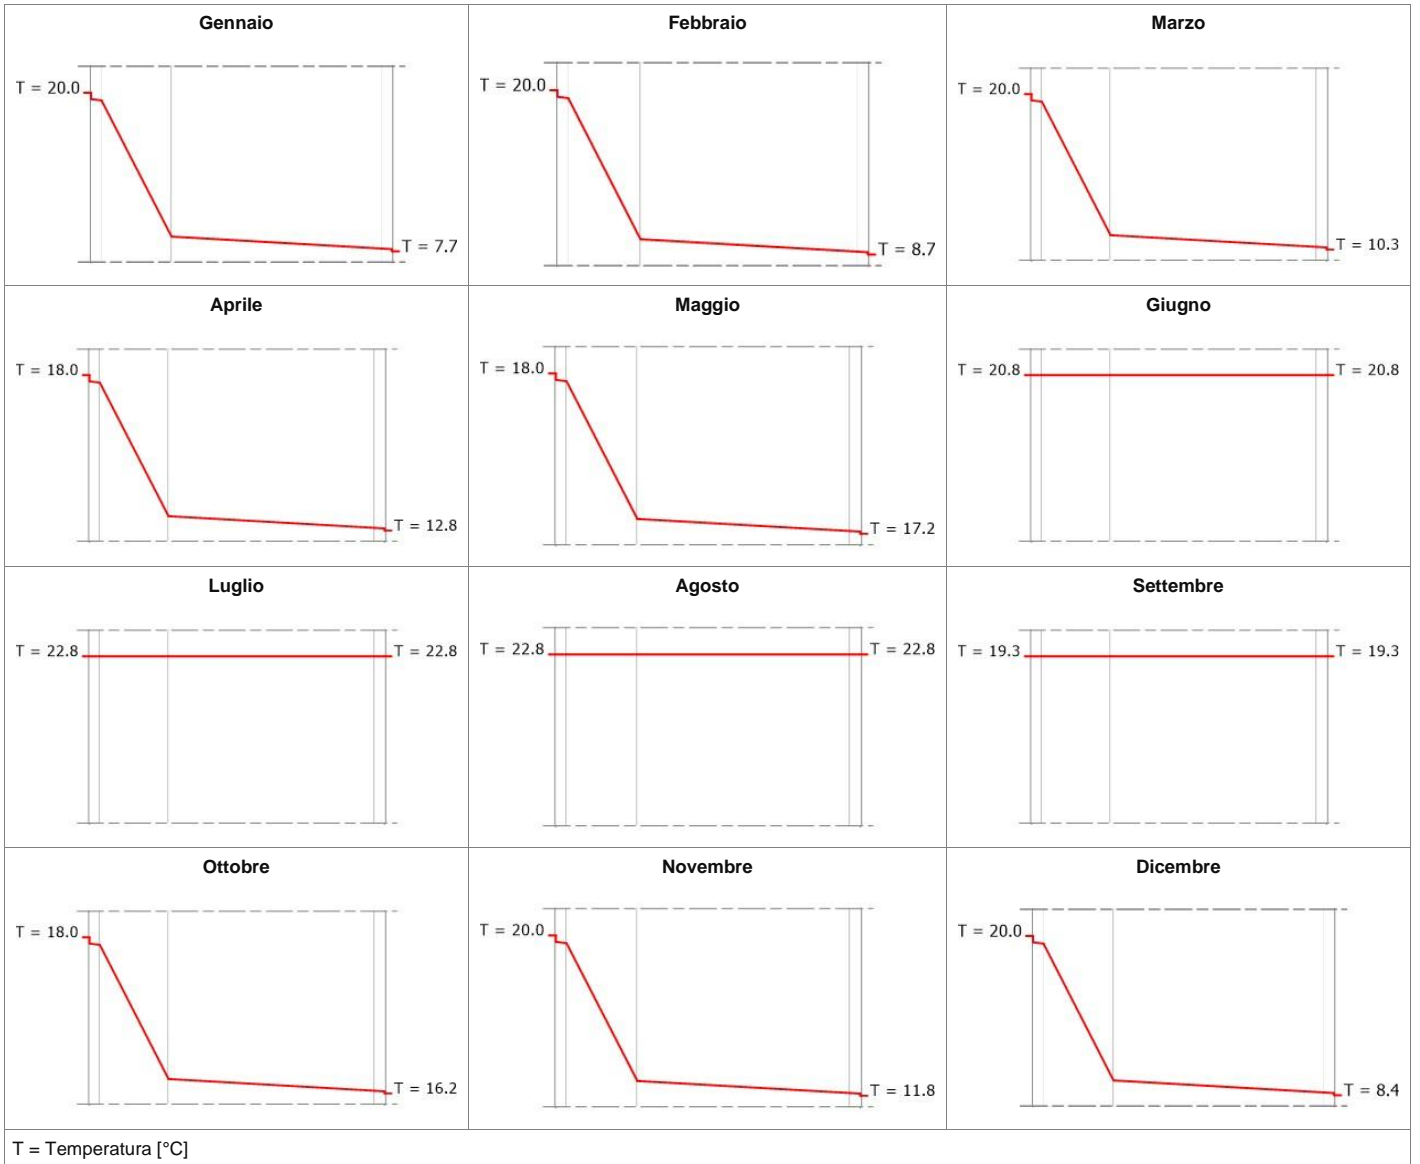 Gennaio
T = 20.0
T = 7.7
Febbraio
T = 20.0
T = 8.7
Marzo
T = 20.0
T = 10.3
Aprile
T = 18.0
T = 12.8
Maggio
T = 18.0
T = 17.2
Giugno
T = 20.8
T = 20.8
Luglio
T = 22.8
T = 22.8
Agosto
T = 22.8
T = 22.8
Settembre
T = 19.3
T = 19.3
Ottobre
T = 18.0
T = 16.2
Novembre
T = 20.0
T = 11.8
Dicembre
T = 20.0
T = 8.4
T = Temperatura [°C]